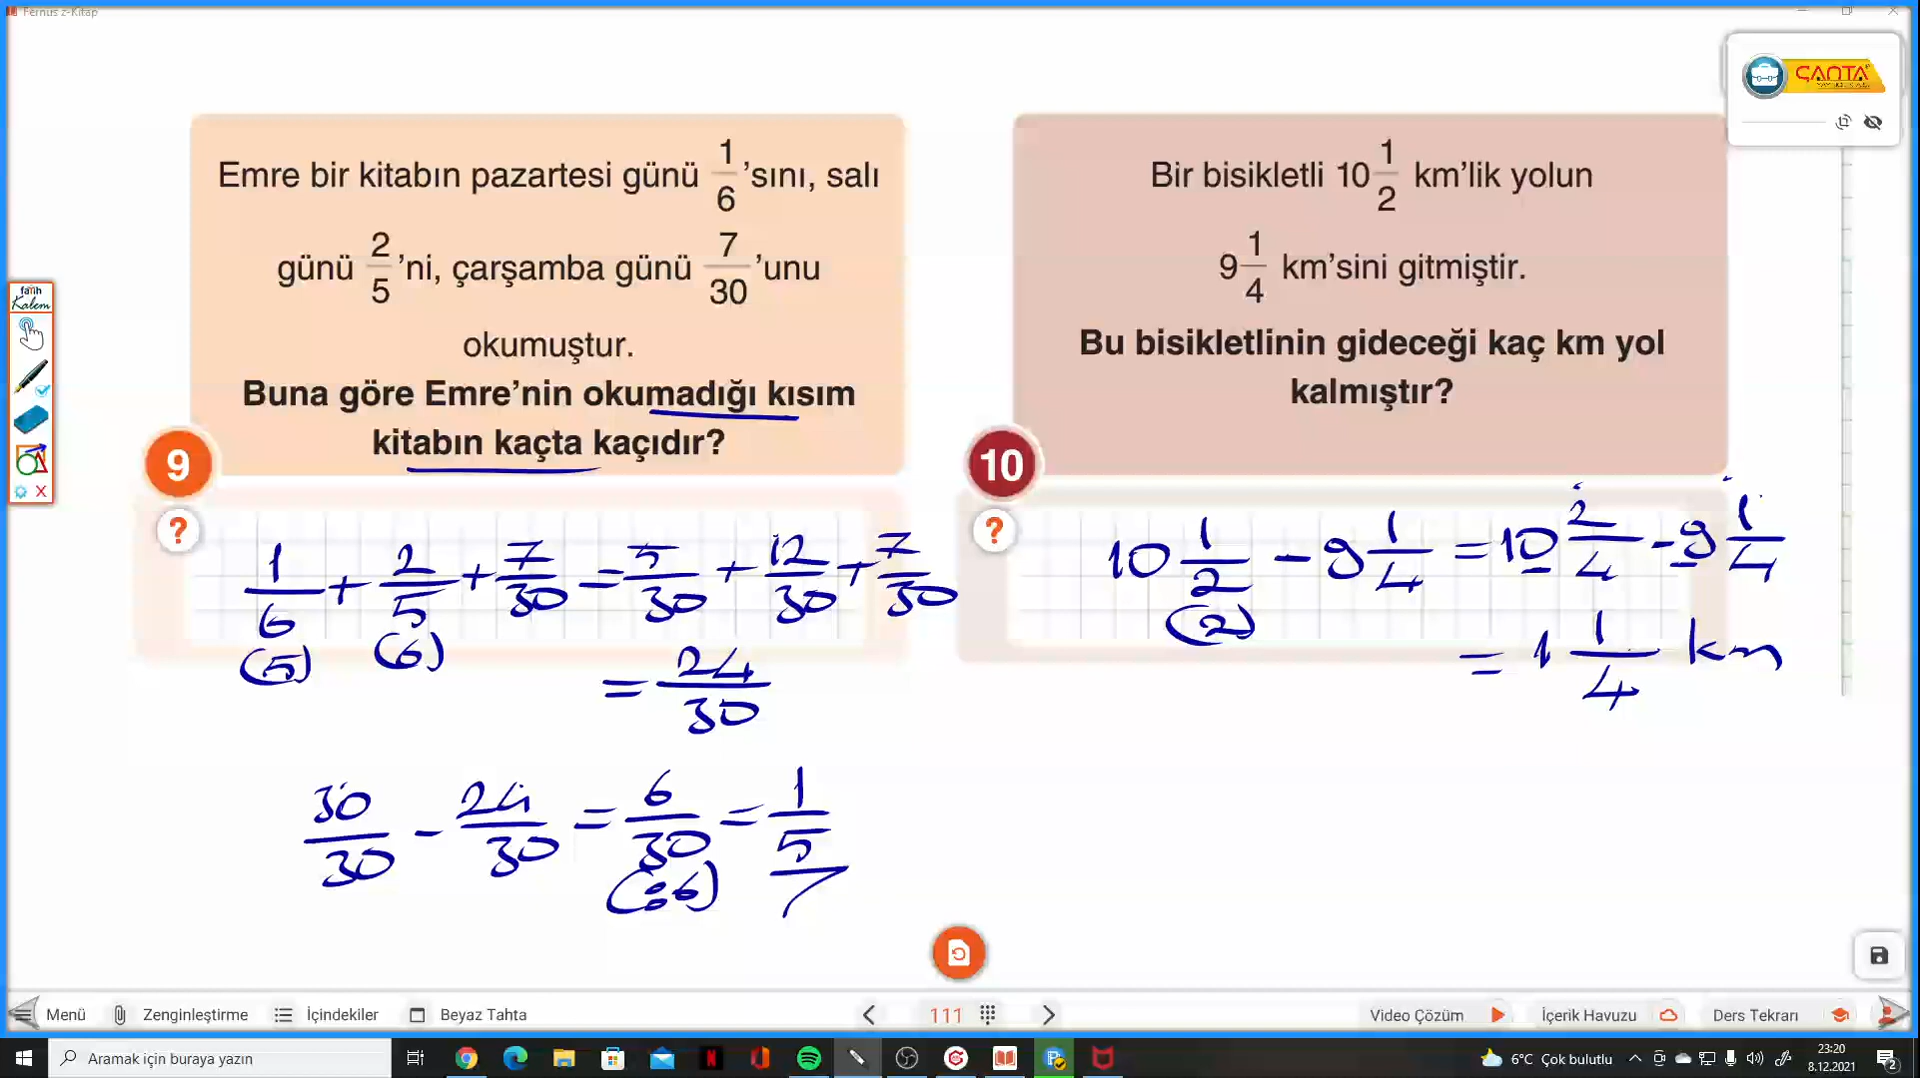 Fernus z-Kitap
ÇANTA
Emre bir kitabın pazartesi günü 1/6 'sını, salı
günü 2/5 'ni, çarşamba günü 7/30 'unu
okumuştur.
Buna göre Emre'nin okumadığı kısım
kitabın kaçta kaçıdır?
9
?
1/6 + 2/5 + 7/30 = 5/30 + 12/30 + 7/30
(5) (6)
= 24/30
30/30 - 24/30 = 6/30 = 1/5
(:6)
Bir bisikletli 10 1/2 km'lik yolun
9 1/4 km'sini gitmiştir.
Bu bisikletlinin gideceği kaç km yol
kalmıştır?
10
?
10 1/2 - 9 1/4 = 10 2/4 - 9 1/4
(2)
= 1 1/4 km
fatih
Kalem
Menü Zenginleştirme İçindekiler Beyaz Tahta 111 Video Çözüm İçerik Havuzu Ders Tekrarı
Aramak için buraya yazın 6°C Çok bulutlu 23:20
8.12.2021 2